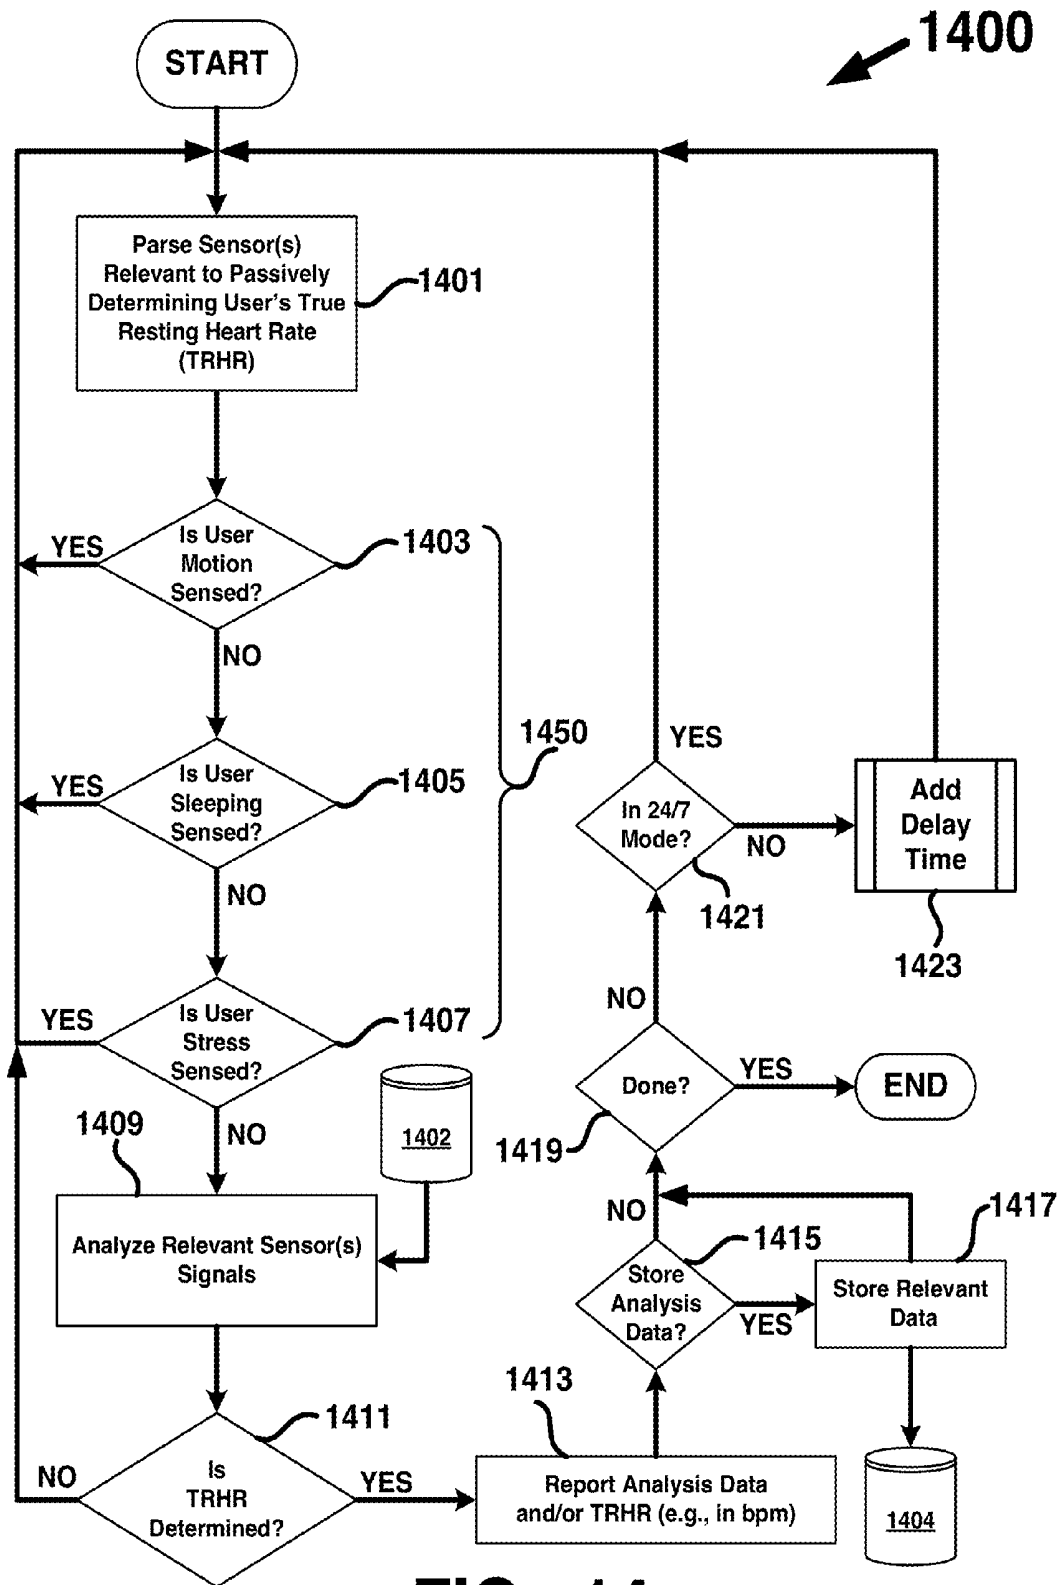 1400
START
Parse Sensor(s)
Relevant to Passively
Determining User's True
Resting Heart Rate
(TRHR)
1401
Is User
Motion
Sensed?
1403
YES
NO
Is User
Sleeping
Sensed?
1405
YES
NO
1450
Is User
Stress
Sensed?
1407
YES
NO
1409
1402
Analyze Relevant Sensor(s)
Signals
Is
TRHR
Determined?
1411
NO
YES
1413
Report Analysis Data
and/or TRHR (e.g., in bpm)
Store
Analysis
Data?
1415
YES
NO
Store Relevant
Data
1417
1404
Done?
1419
YES
END
NO
In 24/7
Mode?
1421
YES
NO
Add
Delay
Time
1423